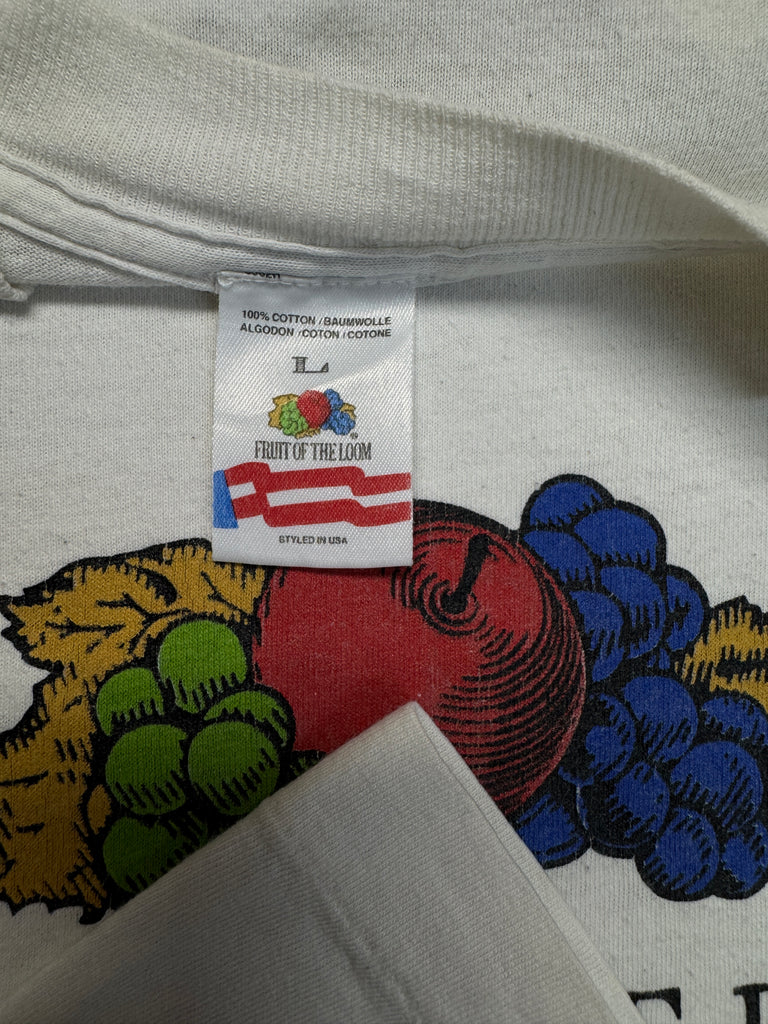 100% COTTON / BAUMWOLLE
ALGODON / COTON / COTONE
L
FRUIT OF THE LOOM
®
STYLED IN USA